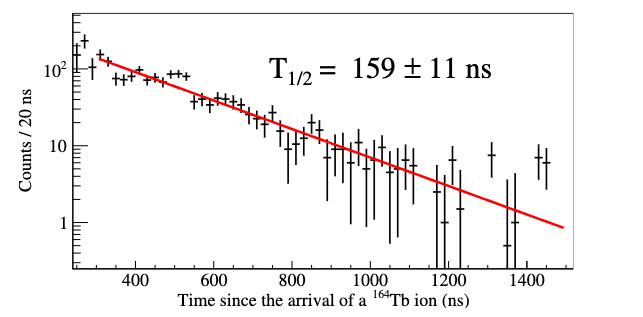 T1/2 = 159 ± 11 ns
Counts / 20 ns
10²
10
1
400 600 800 1000 1200 1400
Time since the arrival of a ¹⁶⁴Tb ion (ns)